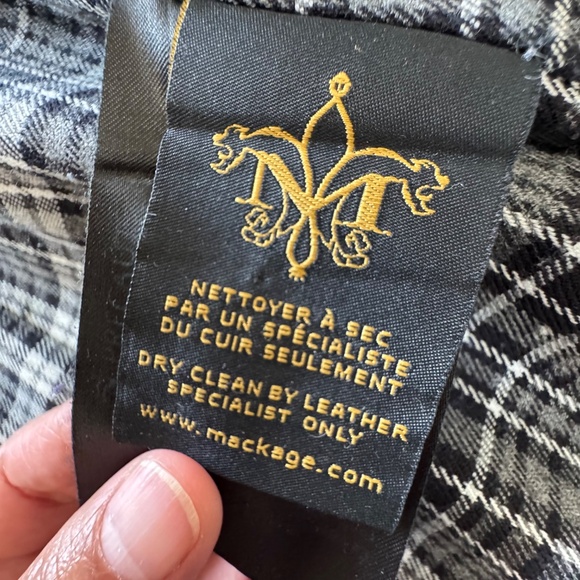 M
NETTOYER À SEC
PAR UN SPÉCIALISTE
DU CUIR SEULEMENT
DRY CLEAN BY LEATHER
SPECIALIST ONLY
www.mackage.com